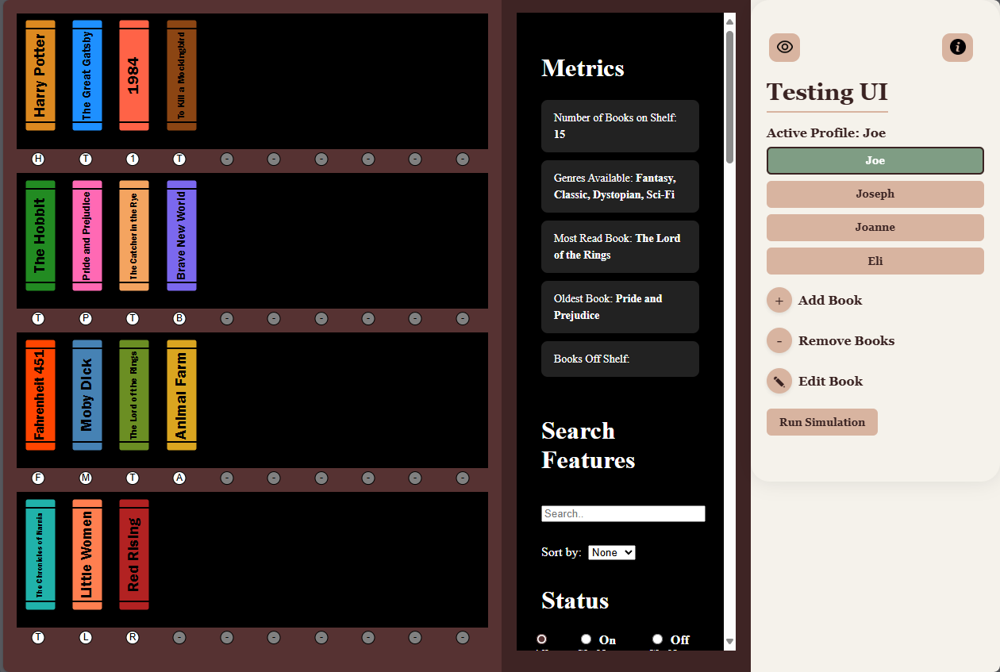 Harry Potter
The Great Gatsby
1984
To Kill a Mockingbird
H T 1 T - - - - - -
The Hobbit
Pride and Prejudice
The Catcher in the Rye
Brave New World
T P T B - - - - - -
Fahrenheit 451
Moby Dick
The Lord of the Rings
Animal Farm
F M T A - - - - - -
The Chronicles of Narnia
Little Women
Red Rising
T L R - - - - - - -
Metrics
Number of Books on Shelf:
15
Genres Available: Fantasy,
Classic, Dystopian, Sci-Fi
Most Read Book: The Lord
of the Rings
Oldest Book: Pride and
Prejudice
Books Off Shelf:
Search
Features
Search..
Sort by: None
Status
On Off
i
Testing UI
Active Profile: Joe
Joe
Joseph
Joanne
Eli
+ Add Book
- Remove Books
Edit Book
Run Simulation